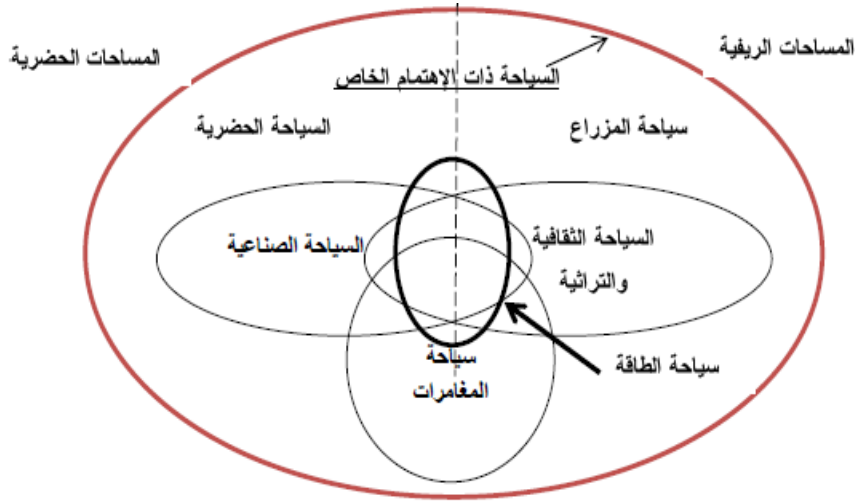 المساحات الريفية
المساحات الحضرية
السياحة ذات الإهتمام الخاص
سياحة المزراع
السياحة الحضرية
السياحة الثقافية
والتراثية
السياحة الصناعية
سياحة الطاقة
سياحة
المغامرات